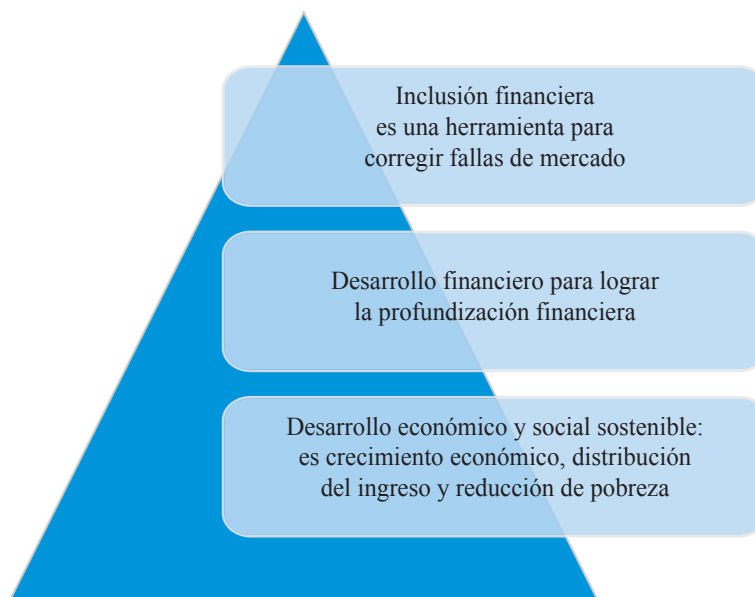 Inclusión financiera
es una herramienta para
corregir fallas de mercado
Desarrollo financiero para lograr
la profundización financiera
Desarrollo económico y social sostenible:
es crecimiento económico, distribución
del ingreso y reducción de pobreza